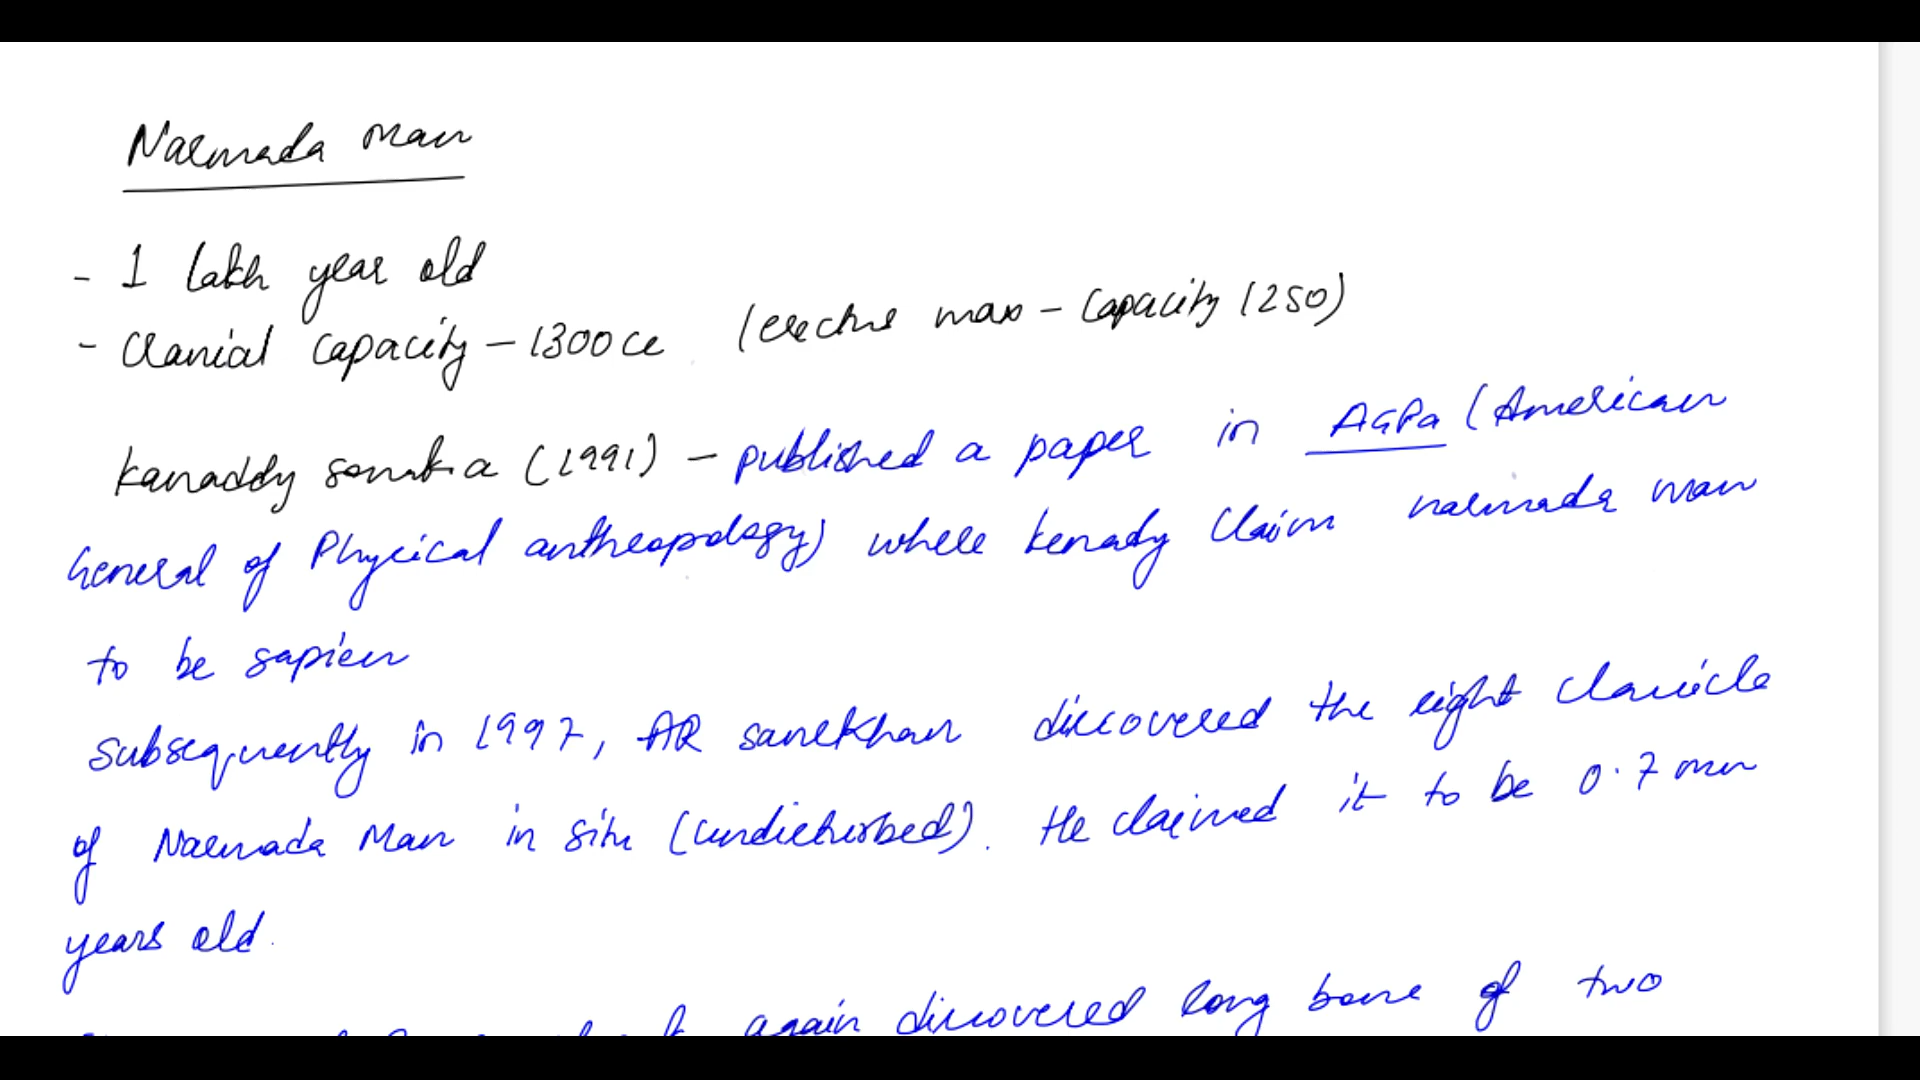 Narmada Man
- 1 lakh year old
- Cranial capacity - 1300cc (erectus max - capacity 1250)
Kanaddy sonakia (1991) - published a paper in AGPa (American
General of Physical anthropology) where kenady claim narmada man
to be sapien
subsequently in 1997, AR sankhan discovered the right clavicle
of Narmada Man in situ (undisturbed). He claimed it to be 0.7 mn
years old.
again discovered long bone of two